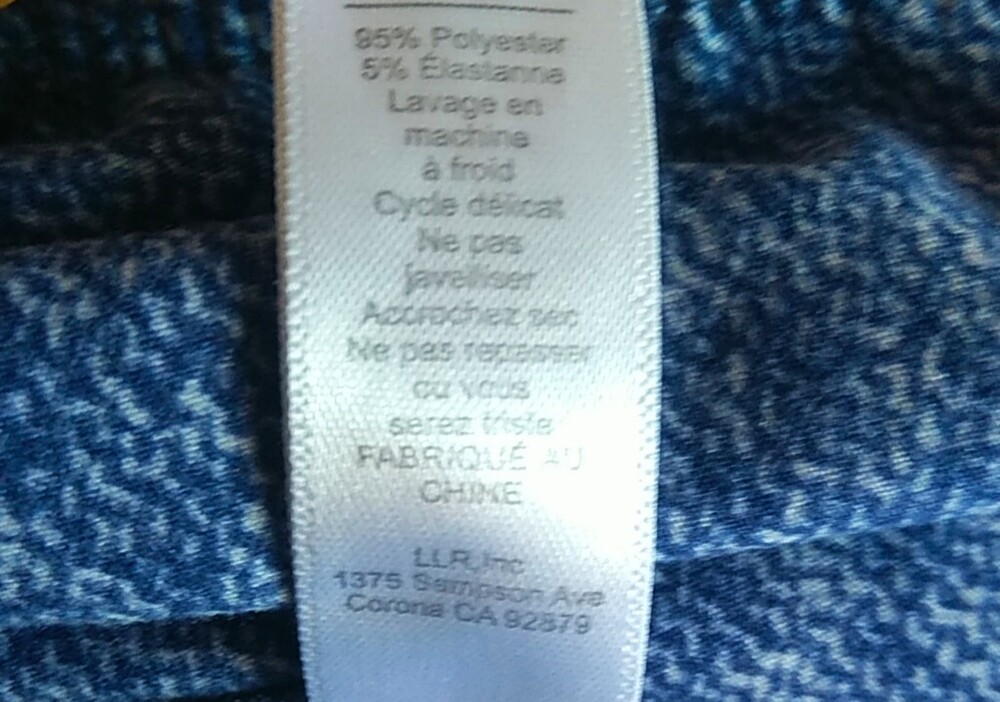 95% Polyester
5% Élastanne
Lavage en
machine
à froid
Cycle délicat
Ne pas
javelliser
Accrochez sec
Ne pas repasser
ou vous
serez triste
FABRIQUÉ AU
CHINE
LLR, Inc
1375 Sampson Ave
Corona CA 92879